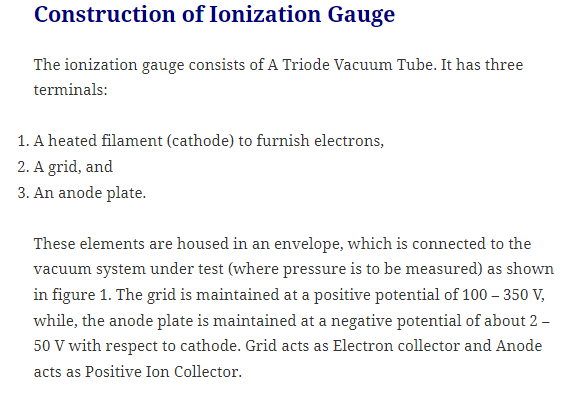 Construction of Ionization Gauge
The ionization gauge consists of A Triode Vacuum Tube. It has three
terminals:
1. A heated filament (cathode) to furnish electrons,
2. A grid, and
3. An anode plate.
These elements are housed in an envelope, which is connected to the
vacuum system under test (where pressure is to be measured) as shown
in figure 1. The grid is maintained at a positive potential of 100 – 350 V,
while, the anode plate is maintained at a negative potential of about 2 –
50 V with respect to cathode. Grid acts as Electron collector and Anode
acts as Positive Ion Collector.